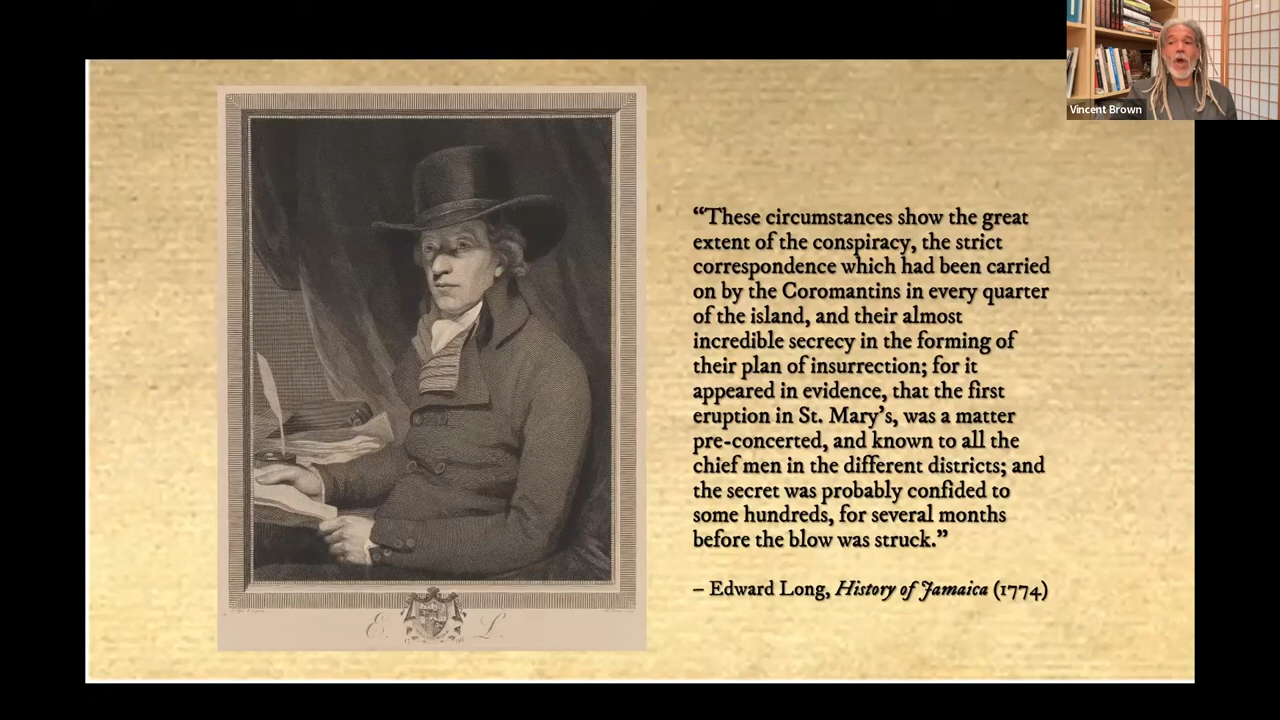 Vincent Brown
“These circumstances show the great
extent of the conspiracy, the strict
correspondence which had been carried
on by the Coromantins in every quarter
of the island, and their almost
incredible secrecy in the forming of
their plan of insurrection; for it
appeared in evidence, that the first
eruption in St. Mary’s, was a matter
pre-concerted, and known to all the
chief men in the different districts; and
the secret was probably confided to
some hundreds, for several months
before the blow was struck.”
– Edward Long, History of Jamaica (1774)
E. L.